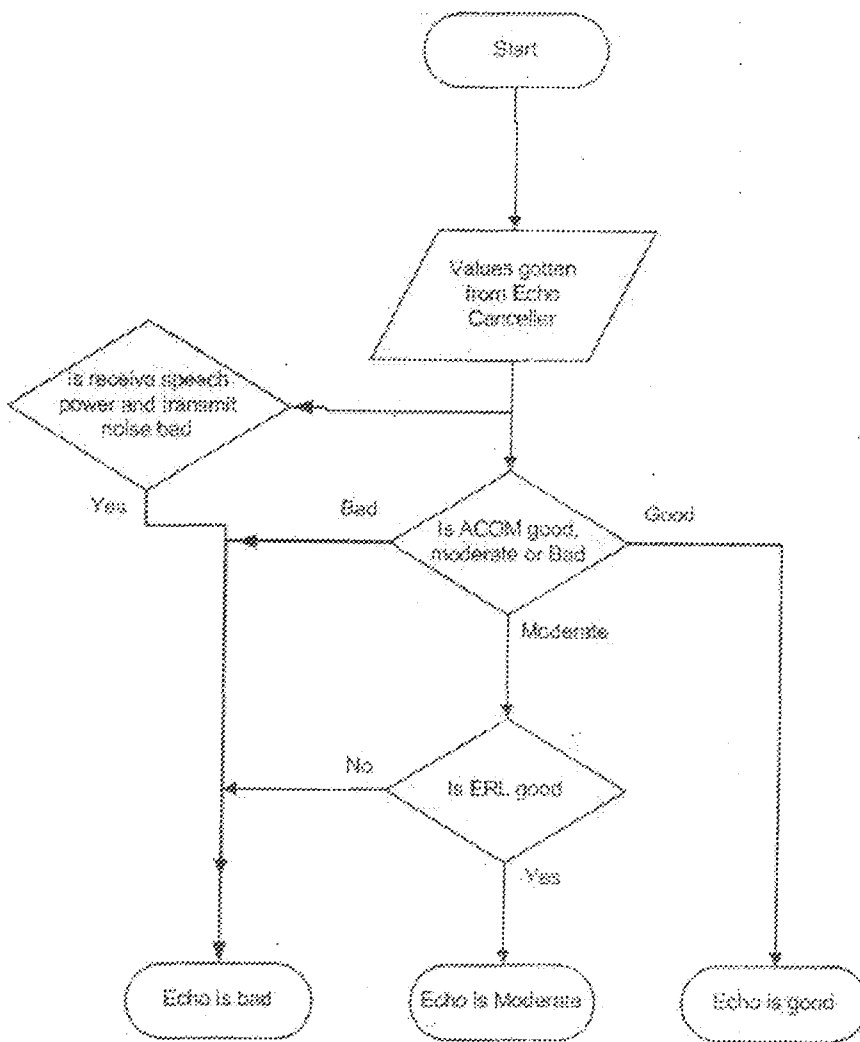 Start
Values gotten
from Echo
Canceller
Is receive speech
power and transmit
noise bad
Yes
Bad
Is ACOM good,
moderate or Bad
Good
Moderate
No
Is ERL good
Yes
Echo is bad
Echo is Moderate
Echo is good